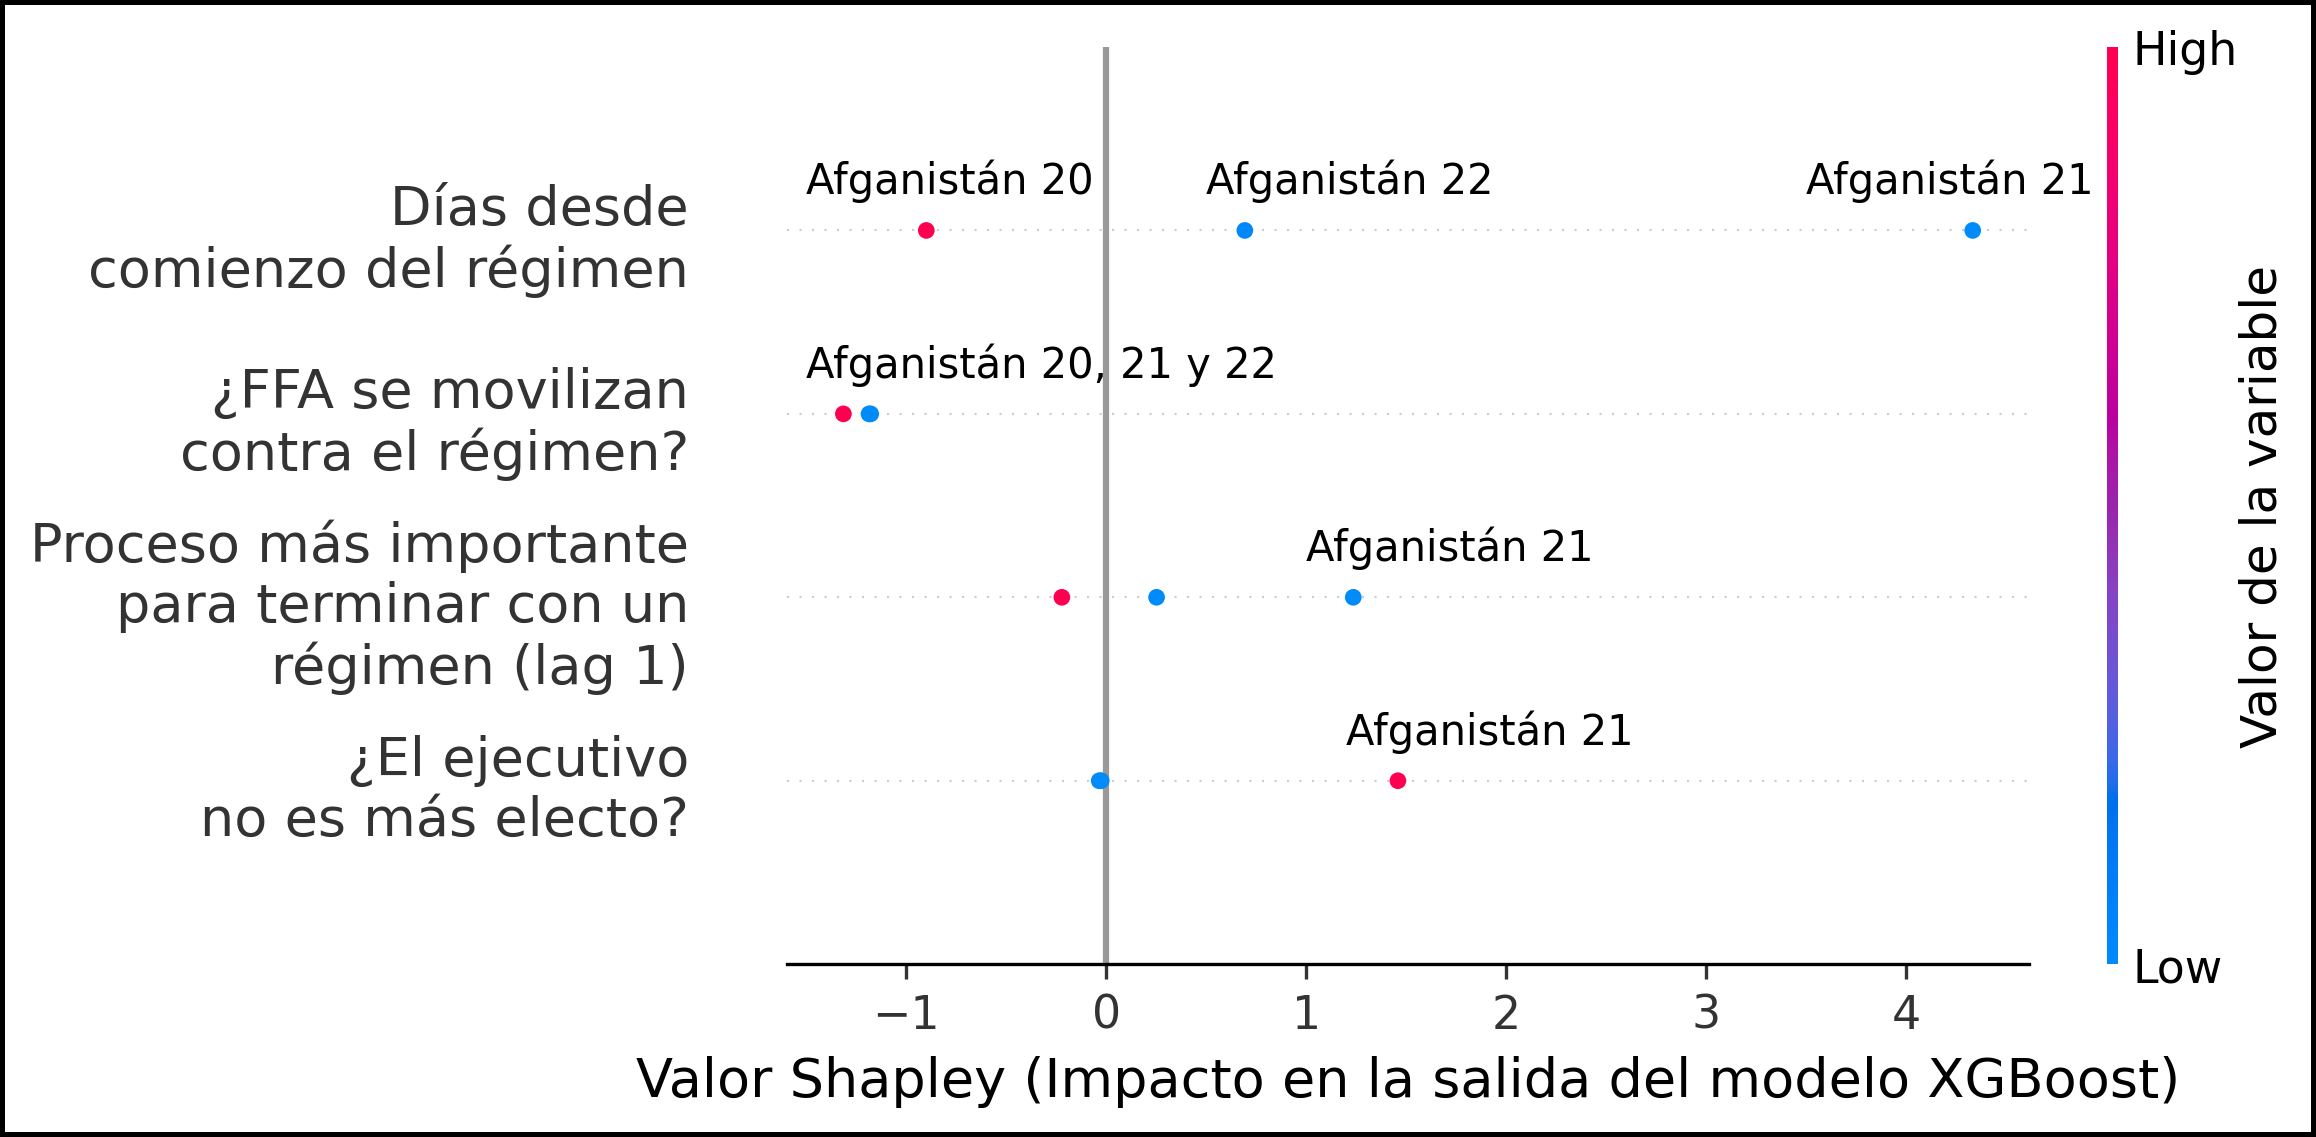 High
Afganistán 20
Afganistán 22
Afganistán 21
Días desde
comienzo del régimen
Afganistán 20, 21 y 22
¿FFA se movilizan
contra el régimen?
Afganistán 21
Proceso más importante
para terminar con un
régimen (lag 1)
Afganistán 21
¿El ejecutivo
no es más electo?
Valor de la variable
Low
−1
0
1
2
3
4
Valor Shapley (Impacto en la salida del modelo XGBoost)